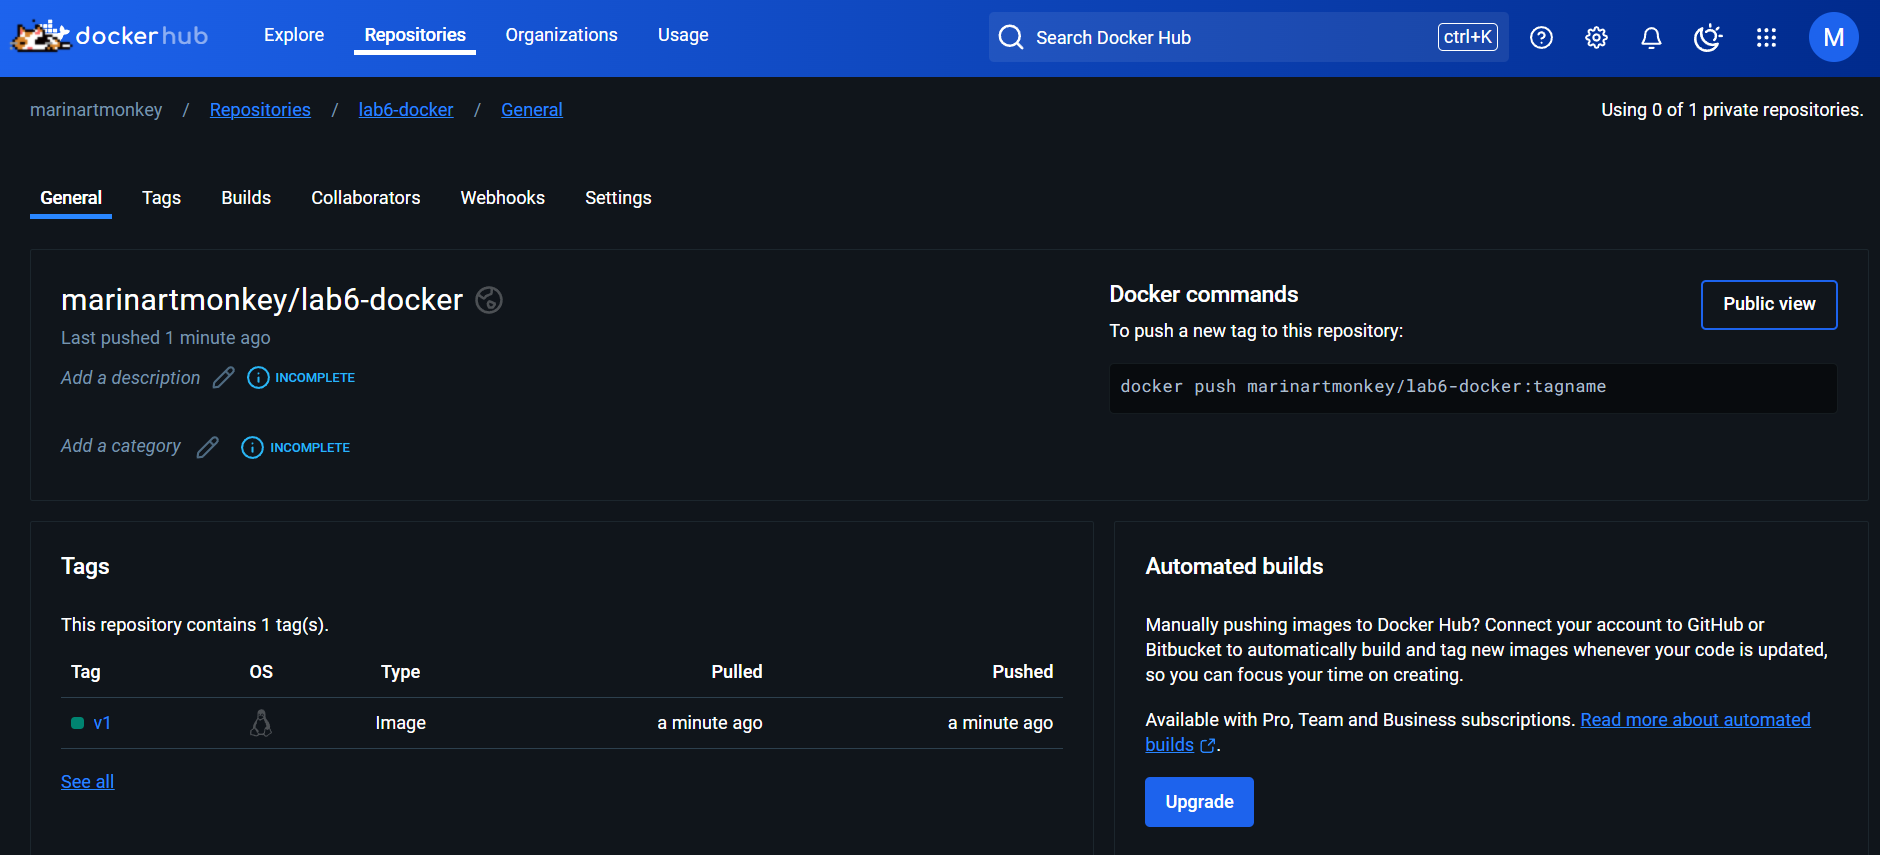 docker hub
Explore
Repositories
Organizations
Usage
Search Docker Hub
ctrl+K
M
marinartmonkey / Repositories / lab6-docker / General
Using 0 of 1 private repositories.
General
Tags
Builds
Collaborators
Webhooks
Settings
marinartmonkey/lab6-docker
Last pushed 1 minute ago
Add a description
INCOMPLETE
Add a category
INCOMPLETE
Docker commands
To push a new tag to this repository:
docker push marinartmonkey/lab6-docker:tagname
Public view
Tags
This repository contains 1 tag(s).
Tag OS Type Pulled Pushed
v1 Image a minute ago a minute ago
See all
Automated builds
Manually pushing images to Docker Hub? Connect your account to GitHub or
Bitbucket to automatically build and tag new images whenever your code is updated,
so you can focus your time on creating.
Available with Pro, Team and Business subscriptions. Read more about automated
builds .
Upgrade